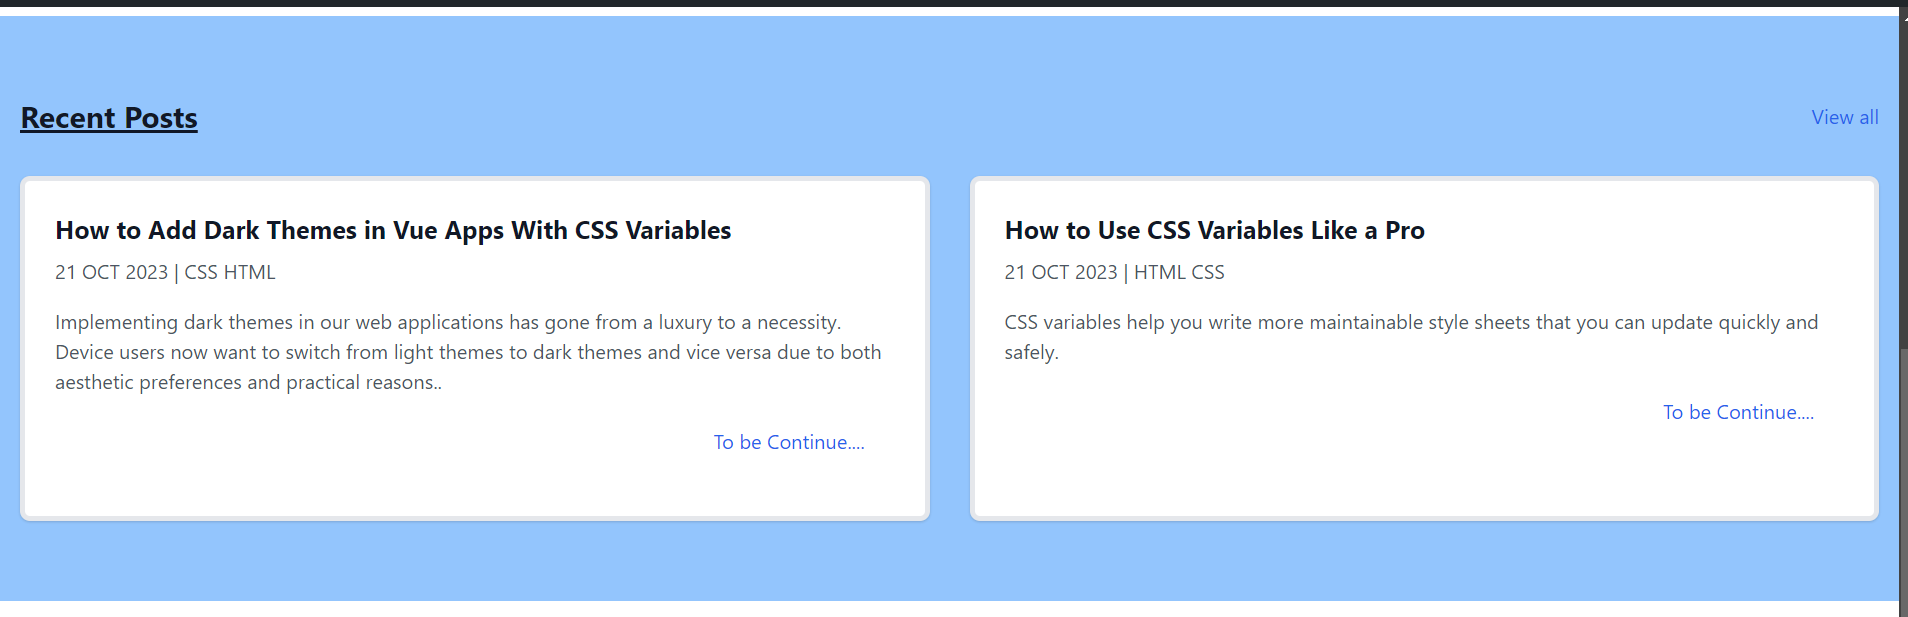 Recent Posts
View all
How to Add Dark Themes in Vue Apps With CSS Variables
21 OCT 2023 | CSS HTML
Implementing dark themes in our web applications has gone from a luxury to a necessity.
Device users now want to switch from light themes to dark themes and vice versa due to both
aesthetic preferences and practical reasons..
To be Continue....
How to Use CSS Variables Like a Pro
21 OCT 2023 | HTML CSS
CSS variables help you write more maintainable style sheets that you can update quickly and
safely.
To be Continue....